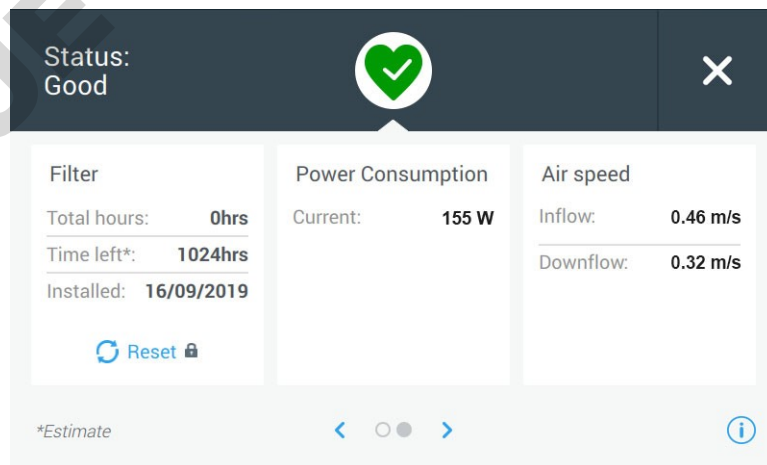 Status:
Good
Filter
Total hours: 0hrs
Time left*: 1024hrs
Installed: 16/09/2019
Reset
Power Consumption
Current: 155 W
Air speed
Inflow: 0.46 m/s
Downflow: 0.32 m/s
*Estimate